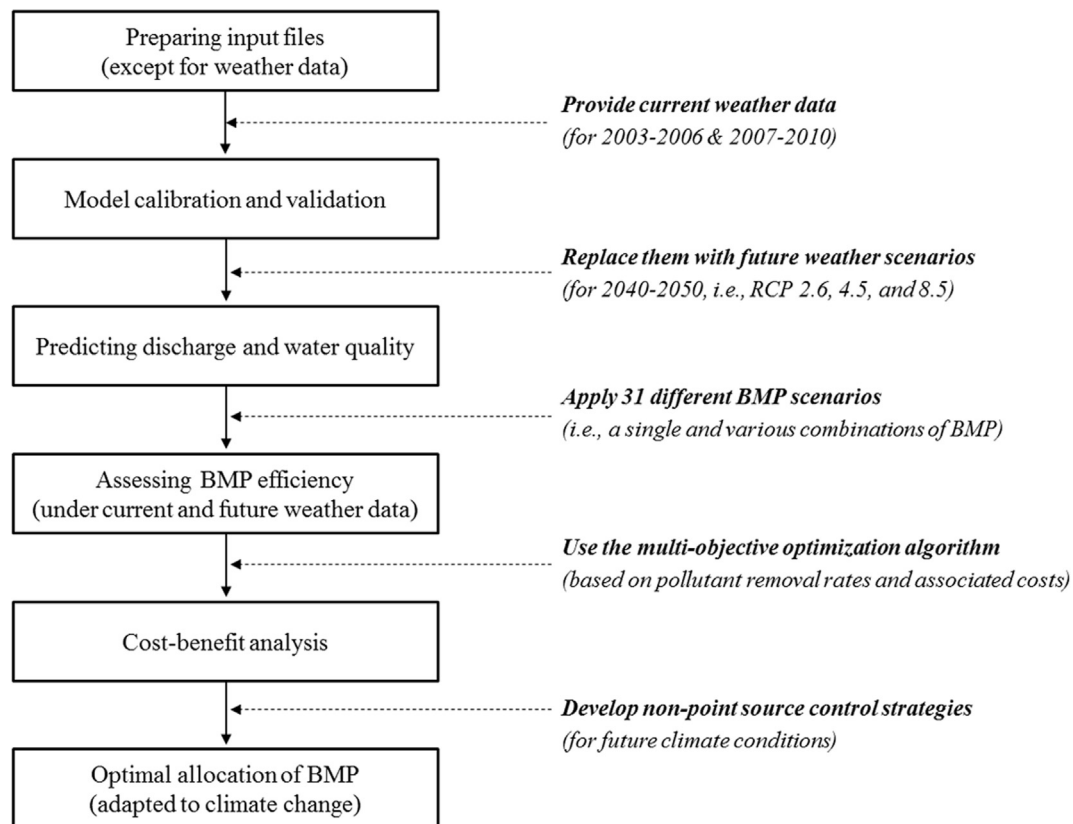 Preparing input files
(except for weather data)
Provide current weather data
(for 2003-2006 & 2007-2010)
Model calibration and validation
Replace them with future weather scenarios
(for 2040-2050, i.e., RCP 2.6, 4.5, and 8.5)
Predicting discharge and water quality
Apply 31 different BMP scenarios
(i.e., a single and various combinations of BMP)
Assessing BMP efficiency
(under current and future weather data)
Use the multi-objective optimization algorithm
(based on pollutant removal rates and associated costs)
Cost-benefit analysis
Develop non-point source control strategies
(for future climate conditions)
Optimal allocation of BMP
(adapted to climate change)